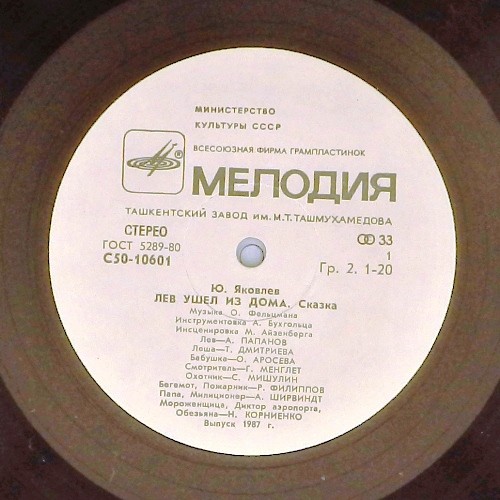 МИНИСТЕРСТВО
КУЛЬТУРЫ СССР
ВСЕСОЮЗНАЯ ФИРМА ГРАМПЛАСТИНОК
МЕЛОДИЯ
ТАШКЕНТСКИЙ ЗАВОД ИМ. М.Т. ТАШМУХАМЕДОВА
СТЕРЕО
ГОСТ 5289-80
С50-10601
33
1
Гр. 2. 1-20
Ю. Яковлев
ЛЕВ УШЕЛ ИЗ ДОМА. Сказка
Музыка О. Фельцмана
Инструментовка А. Бухгольца
Инсценировка М. Айзенберга
Лев—А. ПАПАНОВ
Леша—Т. ДМИТРИЕВА
Бабушка—О. АРОСЕВА
Смотритель—Г. МЕНГЛЕТ
Охотник—С. МИШУЛИН
Бегемот, Пожарник—Р. ФИЛИППОВ
Папа, Милиционер—А. ШИРВИНДТ
Мороженщица, Диктор аэропорта,
Обезьяна—Н. КОРНИЕНКО
Выпуск 1987 г.